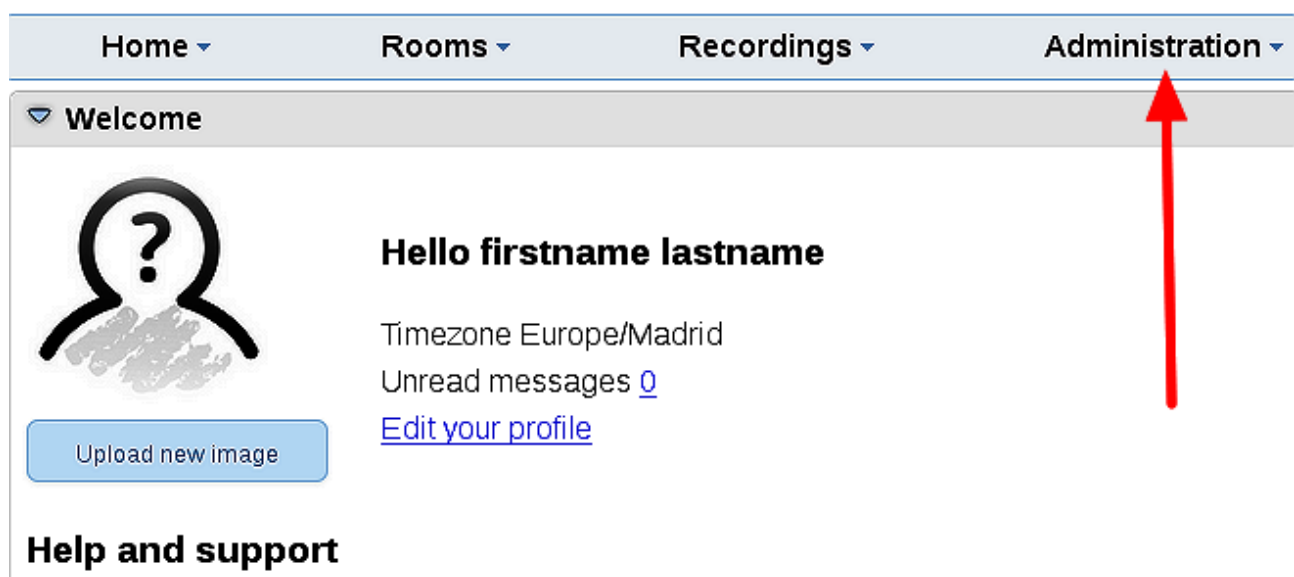 Home Rooms Recordings Administration
Welcome
?
Hello firstname lastname
Timezone Europe/Madrid
Unread messages 0
Edit your profile
Upload new image
Help and support